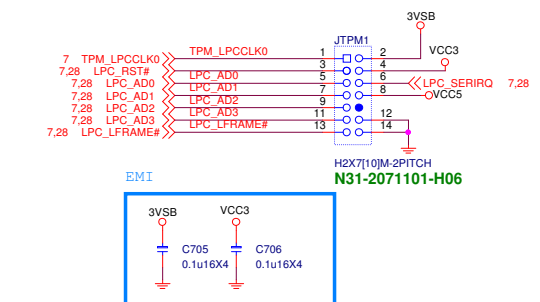 3VSB
JTPM1
VCC3
7 TPM_LPCCLK0 TPM_LPCCLK0 1 2
7,28 LPC_RST# 3 4
7,28 LPC_AD0 LPC_AD0 5 6 LPC_SERIRQ 7,28
7,28 LPC_AD1 LPC_AD1 7 8 VCC5
7,28 LPC_AD2 LPC_AD2 9
7,28 LPC_AD3 LPC_AD3 11 12
7,28 LPC_LFRAME# LPC_LFRAME# 13 14
H2X7[10]M-2PITCH
N31-2071101-H06
EMI
3VSB VCC3
C705 C706
0.1u16X4 0.1u16X4